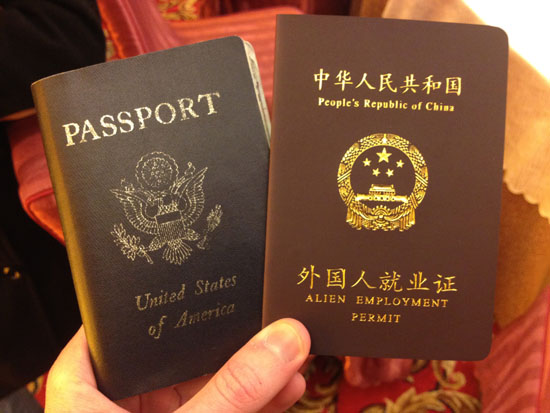 PASSPORT
United States
of America
中华人民共和国
People's Republic of China
外国人就业证
ALIEN EMPLOYMENT
PERMIT